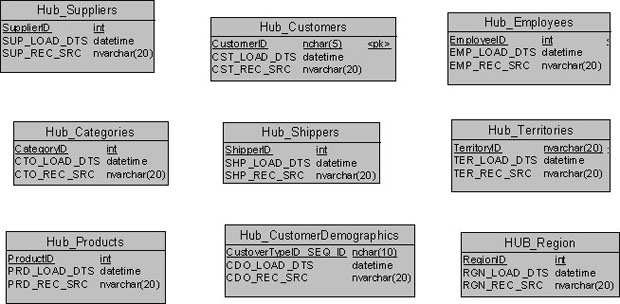 Hub_Suppliers
SupplierID int
SUP_LOAD_DTS datetime
SUP_REC_SRC nvarchar(20)
Hub_Customers
CustomerID nchar(5) <pk>
CST_LOAD_DTS datetime
CST_REC_SRC nvarchar(20)
Hub_Employees
EmployeeID int
EMP_LOAD_DTS datetime
EMP_REC_SRC nvarchar(20)
Hub_Categories
CategoryID int
CTO_LOAD_DTS datetime
CTO_REC_SRC nvarchar(20)
Hub_Shippers
ShipperID int
SHP_LOAD_DTS datetime
SHP_REC_SRC nvarchar(20)
Hub_Territories
TerritoryID nvarchar(20)
TER_LOAD_DTS datetime
TER_REC_SRC nvarchar(20)
Hub_Products
ProductID int
PRD_LOAD_DTS datetime
PRD_REC_SRC nvarchar(20)
Hub_CustomerDemographics
CustoverTypeID_SEQ_ID nchar(10)
CDO_LOAD_DTS datetime
CDO_REC_SRC nvarchar(20)
HUB_Region
RegionID int
RGN_LOAD_DTS datetime
RGN_REC_SRC nvarchar(20)